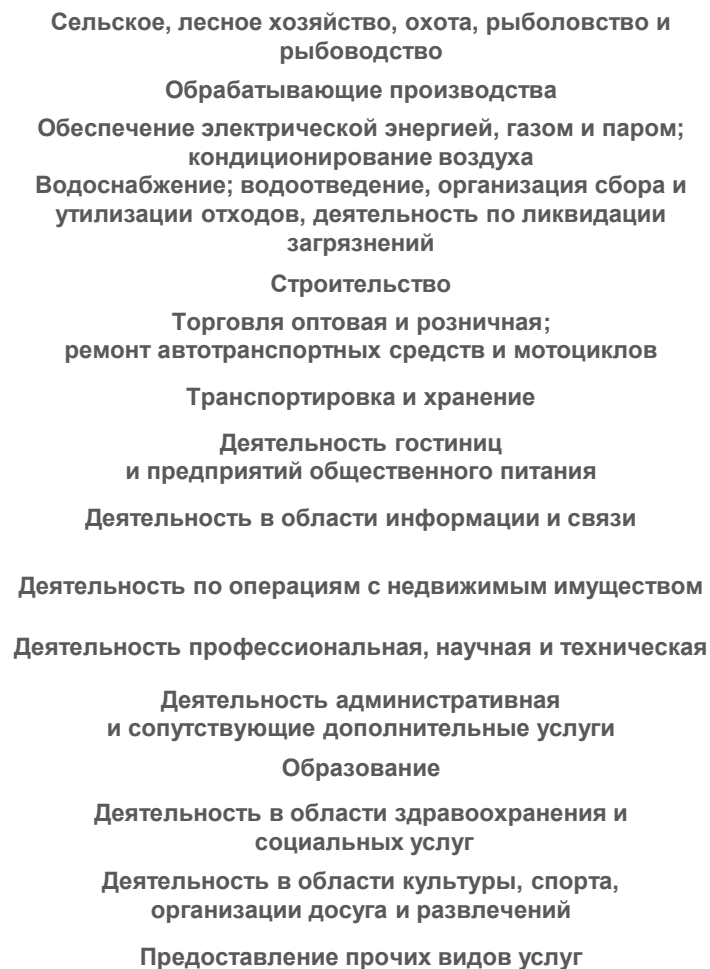 Сельское, лесное хозяйство, охота, рыболовство и
рыбоводство
Обрабатывающие производства
Обеспечение электрической энергией, газом и паром;
кондиционирование воздуха
Водоснабжение; водоотведение, организация сбора и
утилизации отходов, деятельность по ликвидации
загрязнений
Строительство
Торговля оптовая и розничная;
ремонт автотранспортных средств и мотоциклов
Транспортировка и хранение
Деятельность гостиниц
и предприятий общественного питания
Деятельность в области информации и связи
Деятельность по операциям с недвижимым имуществом
Деятельность профессиональная, научная и техническая
Деятельность административная
и сопутствующие дополнительные услуги
Образование
Деятельность в области здравоохранения и
социальных услуг
Деятельность в области культуры, спорта,
организации досуга и развлечений
Предоставление прочих видов услуг